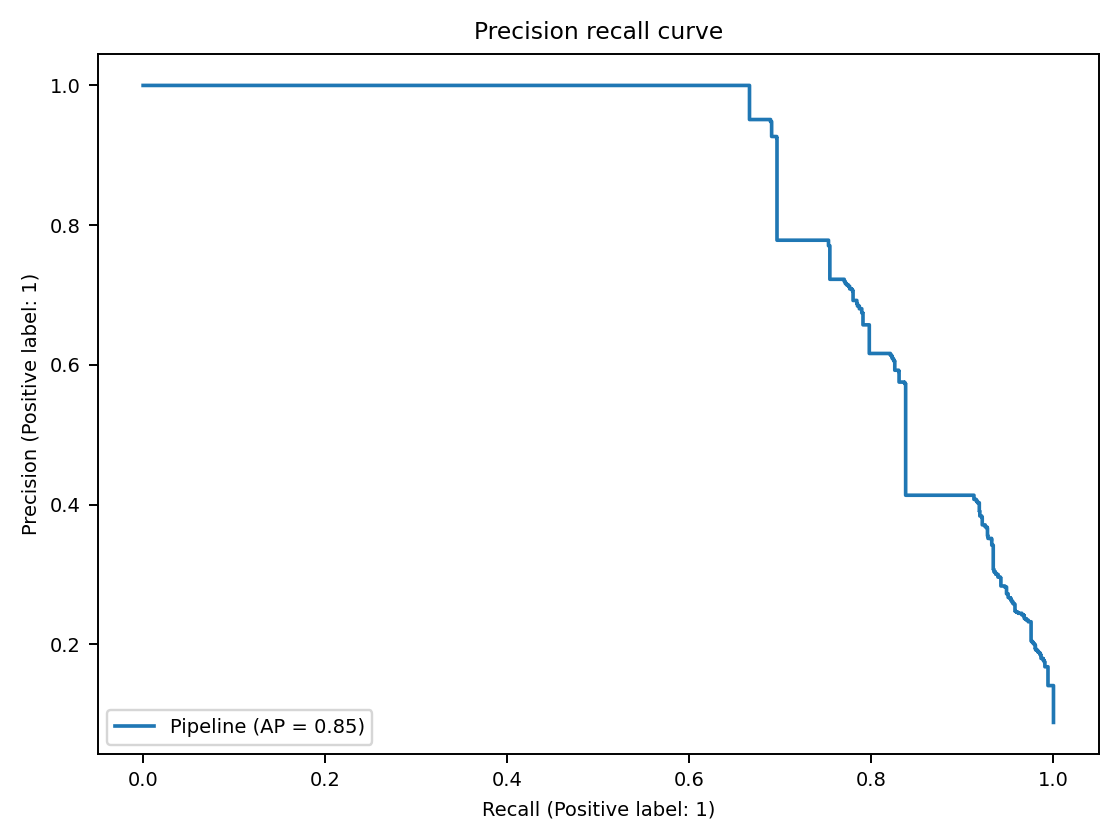 Precision recall curve
1.0
0.8
0.6
0.4
0.2
Precision (Positive label: 1)
Pipeline (AP = 0.85)
0.0 0.2 0.4 0.6 0.8 1.0
Recall (Positive label: 1)